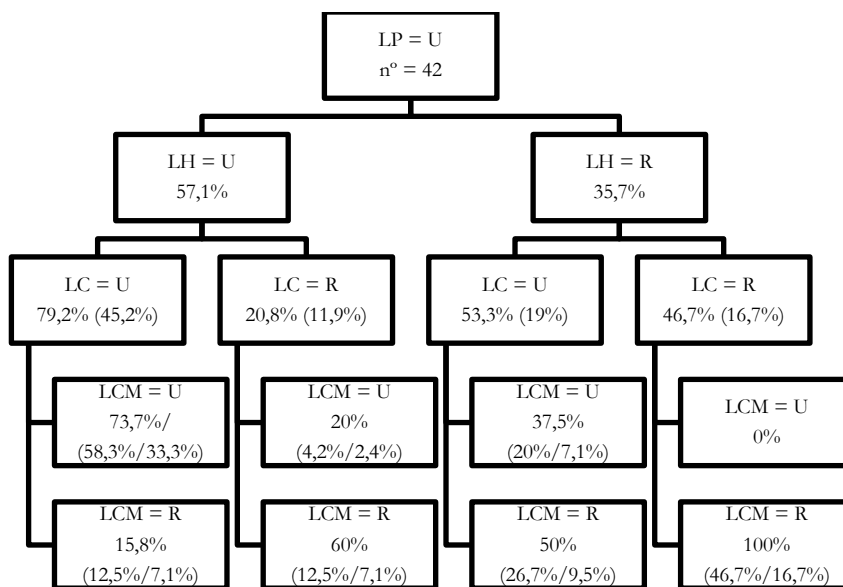 LP = U
nº = 42
LH = U
57,1%
LH = R
35,7%
LC = U
79,2% (45,2%)
LC = R
20,8% (11,9%)
LC = U
53,3% (19%)
LC = R
46,7% (16,7%)
LCM = U
73,7%/
(58,3%/33,3%)
LCM = U
20%
(4,2%/2,4%)
LCM = U
37,5%
(20%/7,1%)
LCM = U
0%
LCM = R
15,8%
(12,5%/7,1%)
LCM = R
60%
(12,5%/7,1%)
LCM = R
50%
(26,7%/9,5%)
LCM = R
100%
(46,7%/16,7%)